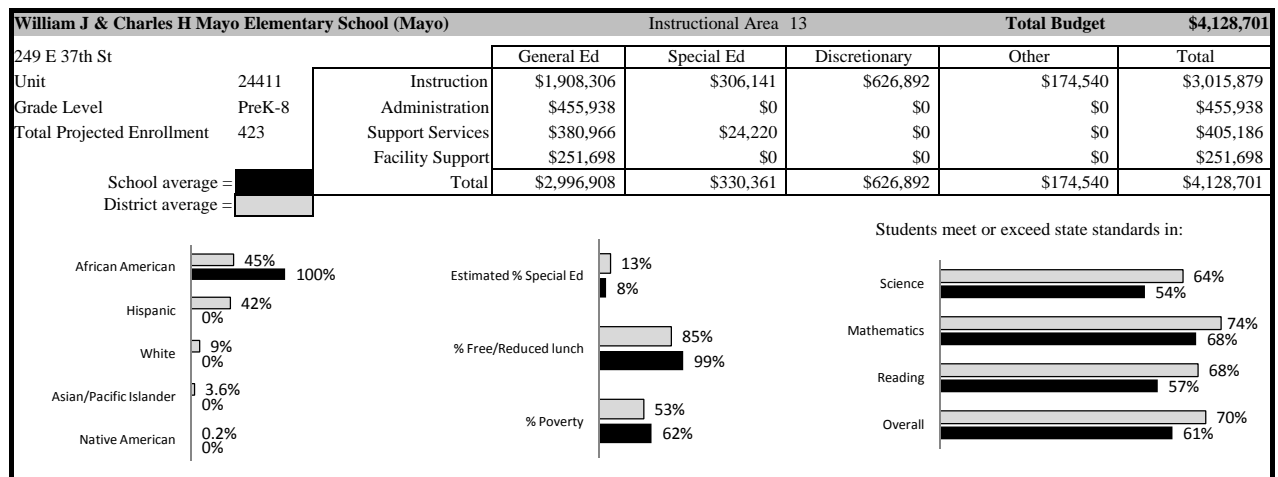 William J & Charles H Mayo Elementary School (Mayo) Instructional Area 13 Total Budget $4,128,701
249 E 37th St General Ed Special Ed Discretionary Other Total
Unit 24411 Instruction $1,908,306 $306,141 $626,892 $174,540 $3,015,879
Grade Level PreK-8 Administration $455,938 $0 $0 $0 $455,938
Total Projected Enrollment 423 Support Services $380,966 $24,220 $0 $0 $405,186
Facility Support $251,698 $0 $0 $0 $251,698
School average = Total $2,996,908 $330,361 $626,892 $174,540 $4,128,701
District average =
African American 45%
100%
Hispanic 42%
0%
White 9%
0%
Asian/Pacific Islander 3.6%
0%
Native American 0.2%
0%
Estimated % Special Ed 13%
8%
% Free/Reduced lunch 85%
99%
% Poverty 53%
62%
Students meet or exceed state standards in:
Science 64%
54%
Mathematics 74%
68%
Reading 68%
57%
Overall 70%
61%